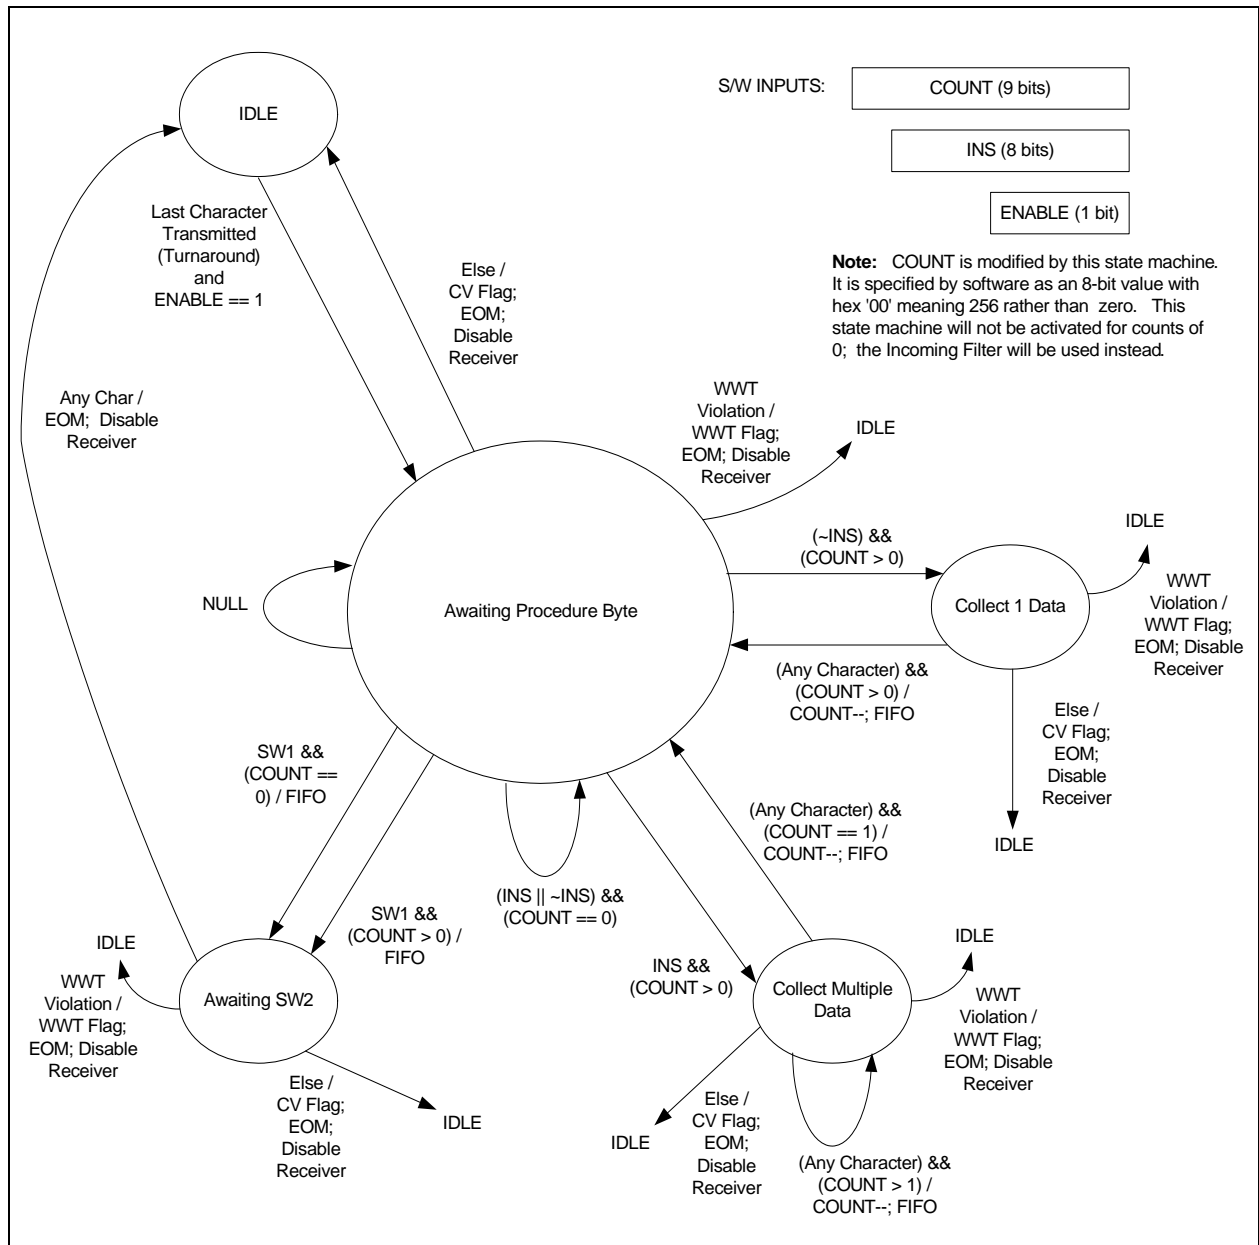 IDLE
S/W INPUTS:
COUNT (9 bits)
INS (8 bits)
ENABLE (1 bit)
Note: COUNT is modified by this state machine.
It is specified by software as an 8-bit value with
hex '00' meaning 256 rather than zero. This
state machine will not be activated for counts of
0; the Incoming Filter will be used instead.
Last Character
Transmitted
(Turnaround)
and
ENABLE == 1
Else /
CV Flag;
EOM;
Disable
Receiver
Any Char /
EOM; Disable
Receiver
WWT
Violation /
WWT Flag;
EOM; Disable
Receiver
IDLE
(~INS) &&
(COUNT > 0)
IDLE
NULL
Awaiting Procedure Byte
Collect 1 Data
WWT
Violation /
WWT Flag;
EOM; Disable
Receiver
(Any Character) &&
(COUNT > 0) /
COUNT--; FIFO
Else /
CV Flag;
EOM;
Disable
Receiver
IDLE
SW1 &&
(COUNT ==
0) / FIFO
(Any Character) &&
(COUNT == 1) /
COUNT--; FIFO
SW1 &&
(COUNT > 0) /
FIFO
(INS || ~INS) &&
(COUNT == 0)
INS &&
(COUNT > 0)
IDLE
WWT
Violation /
WWT Flag;
EOM; Disable
Receiver
Awaiting SW2
Collect Multiple
Data
IDLE
WWT
Violation /
WWT Flag;
EOM; Disable
Receiver
Else /
CV Flag;
EOM;
Disable
Receiver
IDLE
IDLE
Else /
CV Flag;
EOM;
Disable
Receiver
(Any Character) &&
(COUNT > 1) /
COUNT--; FIFO